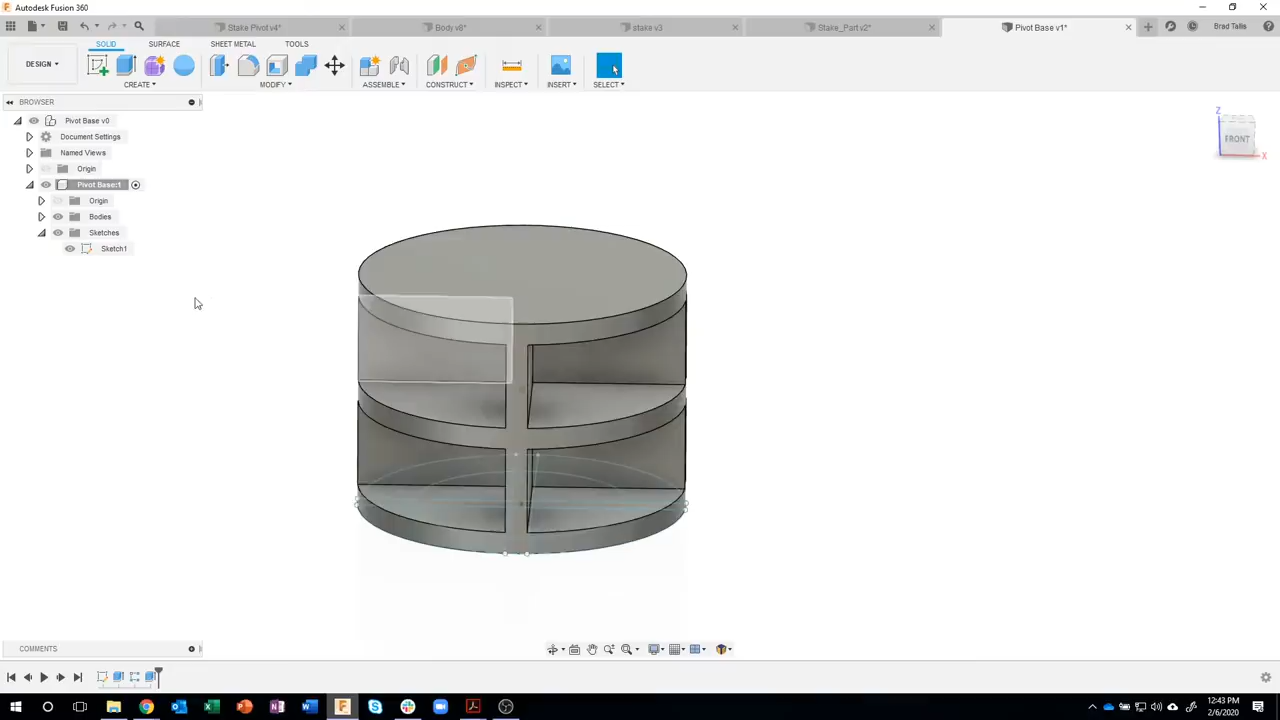 Autodesk Fusion 360
Stake Pivot v4*
Body v8*
stake v3
Stake_Part v2*
Pivot Base v1*
Brad Tallis
SOLID
SURFACE
SHEET METAL
TOOLS
DESIGN
CREATE
MODIFY
ASSEMBLE
CONSTRUCT
INSPECT
INSERT
SELECT
BROWSER
Pivot Base v0
Document Settings
Named Views
Origin
Pivot Base:1
Origin
Bodies
Sketches
Sketch1
Z
FRONT
X
COMMENTS
12:43 PM
2/6/2020